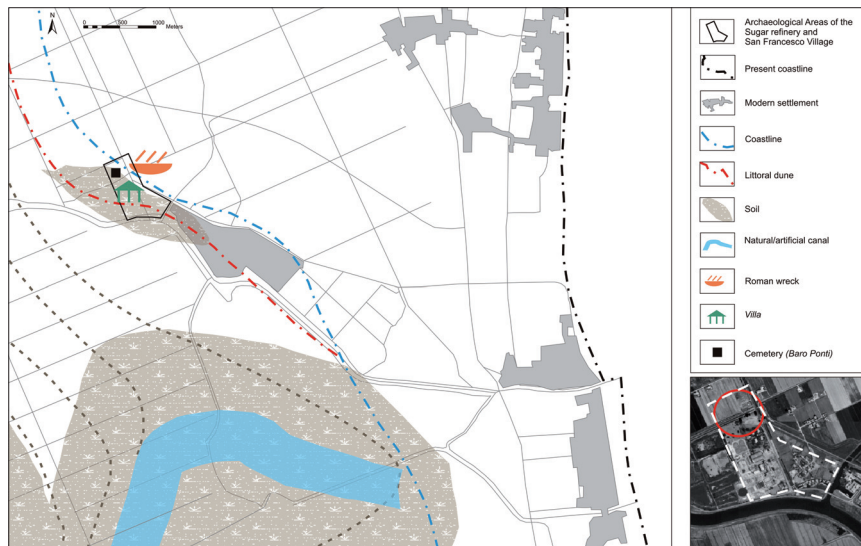 N
0 500 1000
Meters
Archaeological Areas of the
Sugar refinery and
San Francesco Village
Present coastline
Modern settlement
Coastline
Littoral dune
Soil
Natural/artificial canal
Roman wreck
Villa
Cemetery (Baro Ponti)